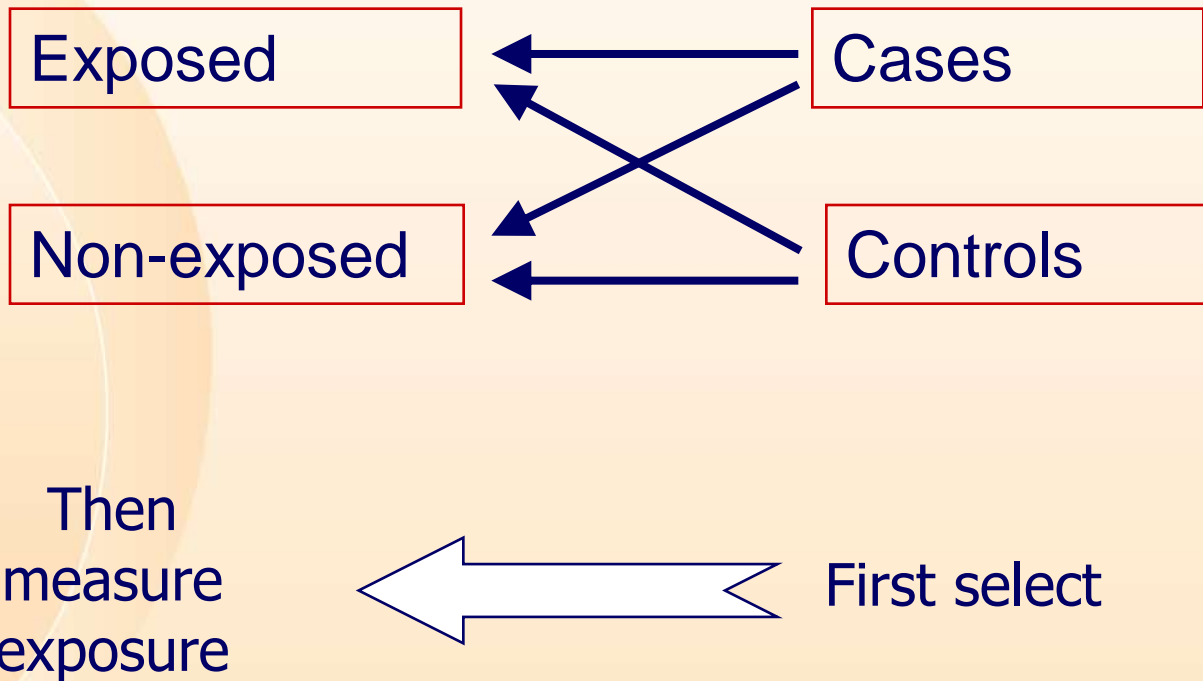 Exposed
Cases
Non-exposed
Controls
Then
measure
exposure
First select